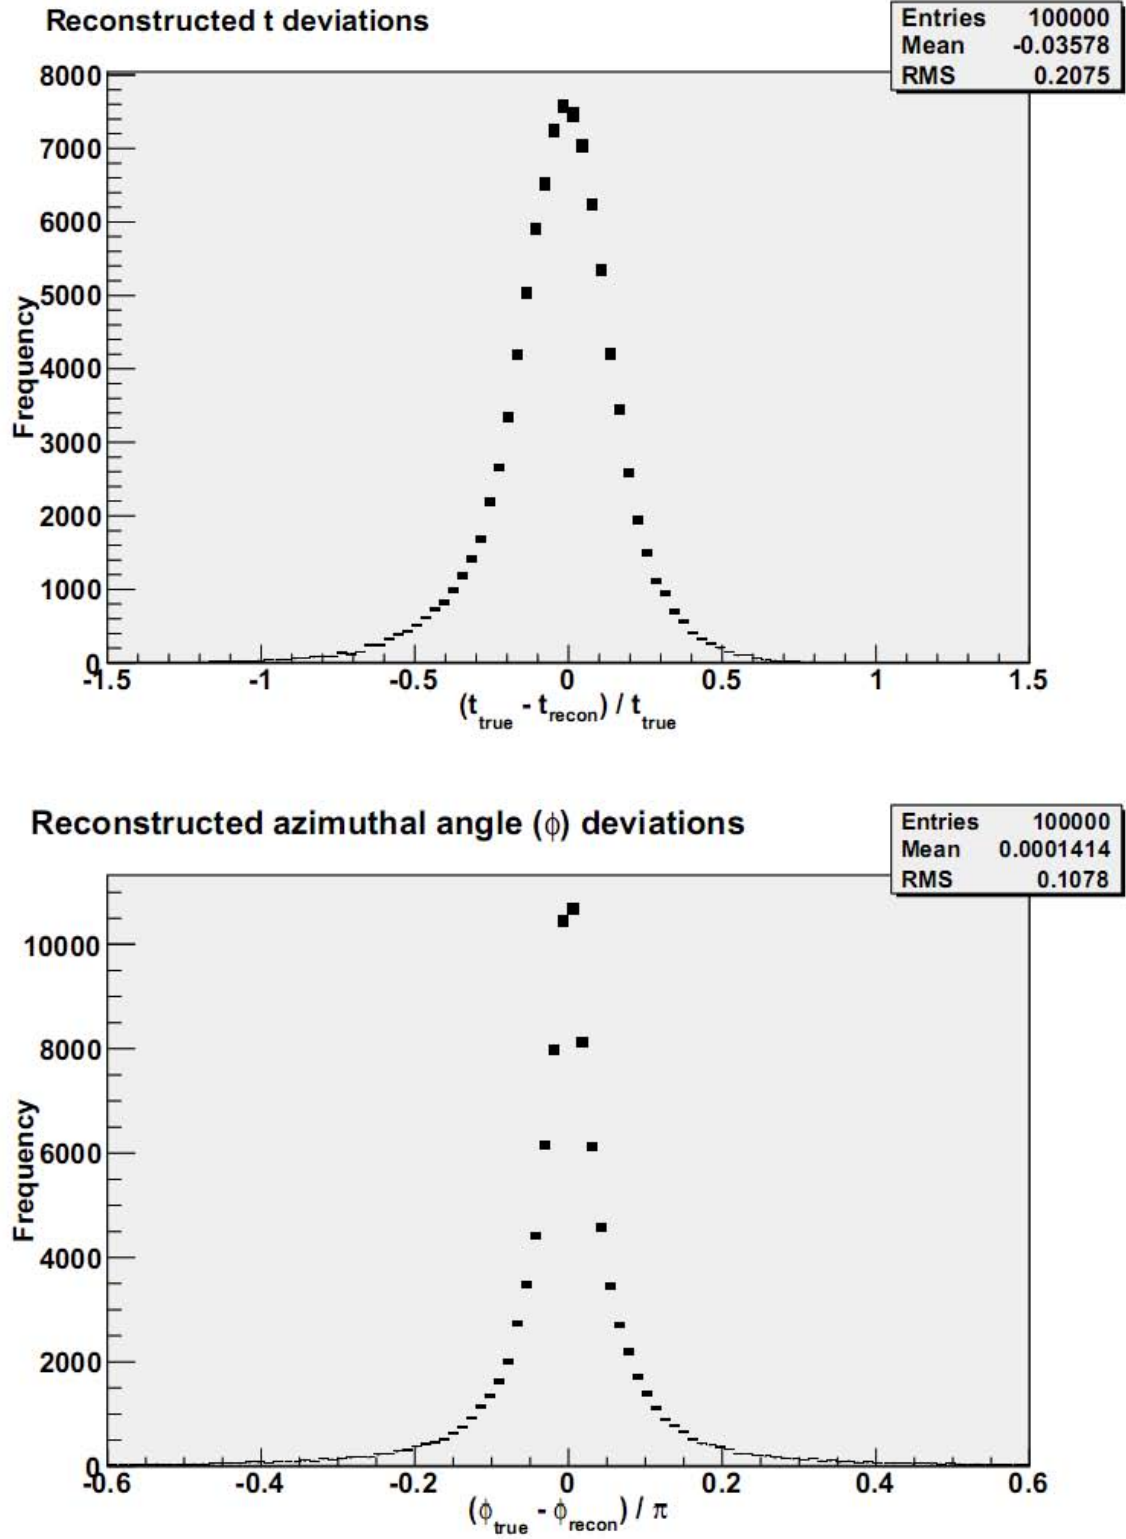 Reconstructed t deviations
Entries 100000
Mean -0.03578
RMS 0.2075
8000
7000
6000
5000
4000
3000
2000
1000
0
Frequency
-1.5 -1 -0.5 0 0.5 1 1.5
(t_true - t_recon) / t_true
Reconstructed azimuthal angle (ϕ) deviations
Entries 100000
Mean 0.0001414
RMS 0.1078
10000
8000
6000
4000
2000
0
Frequency
-0.6 -0.4 -0.2 0 0.2 0.4 0.6
(ϕ_true - ϕ_recon) / π